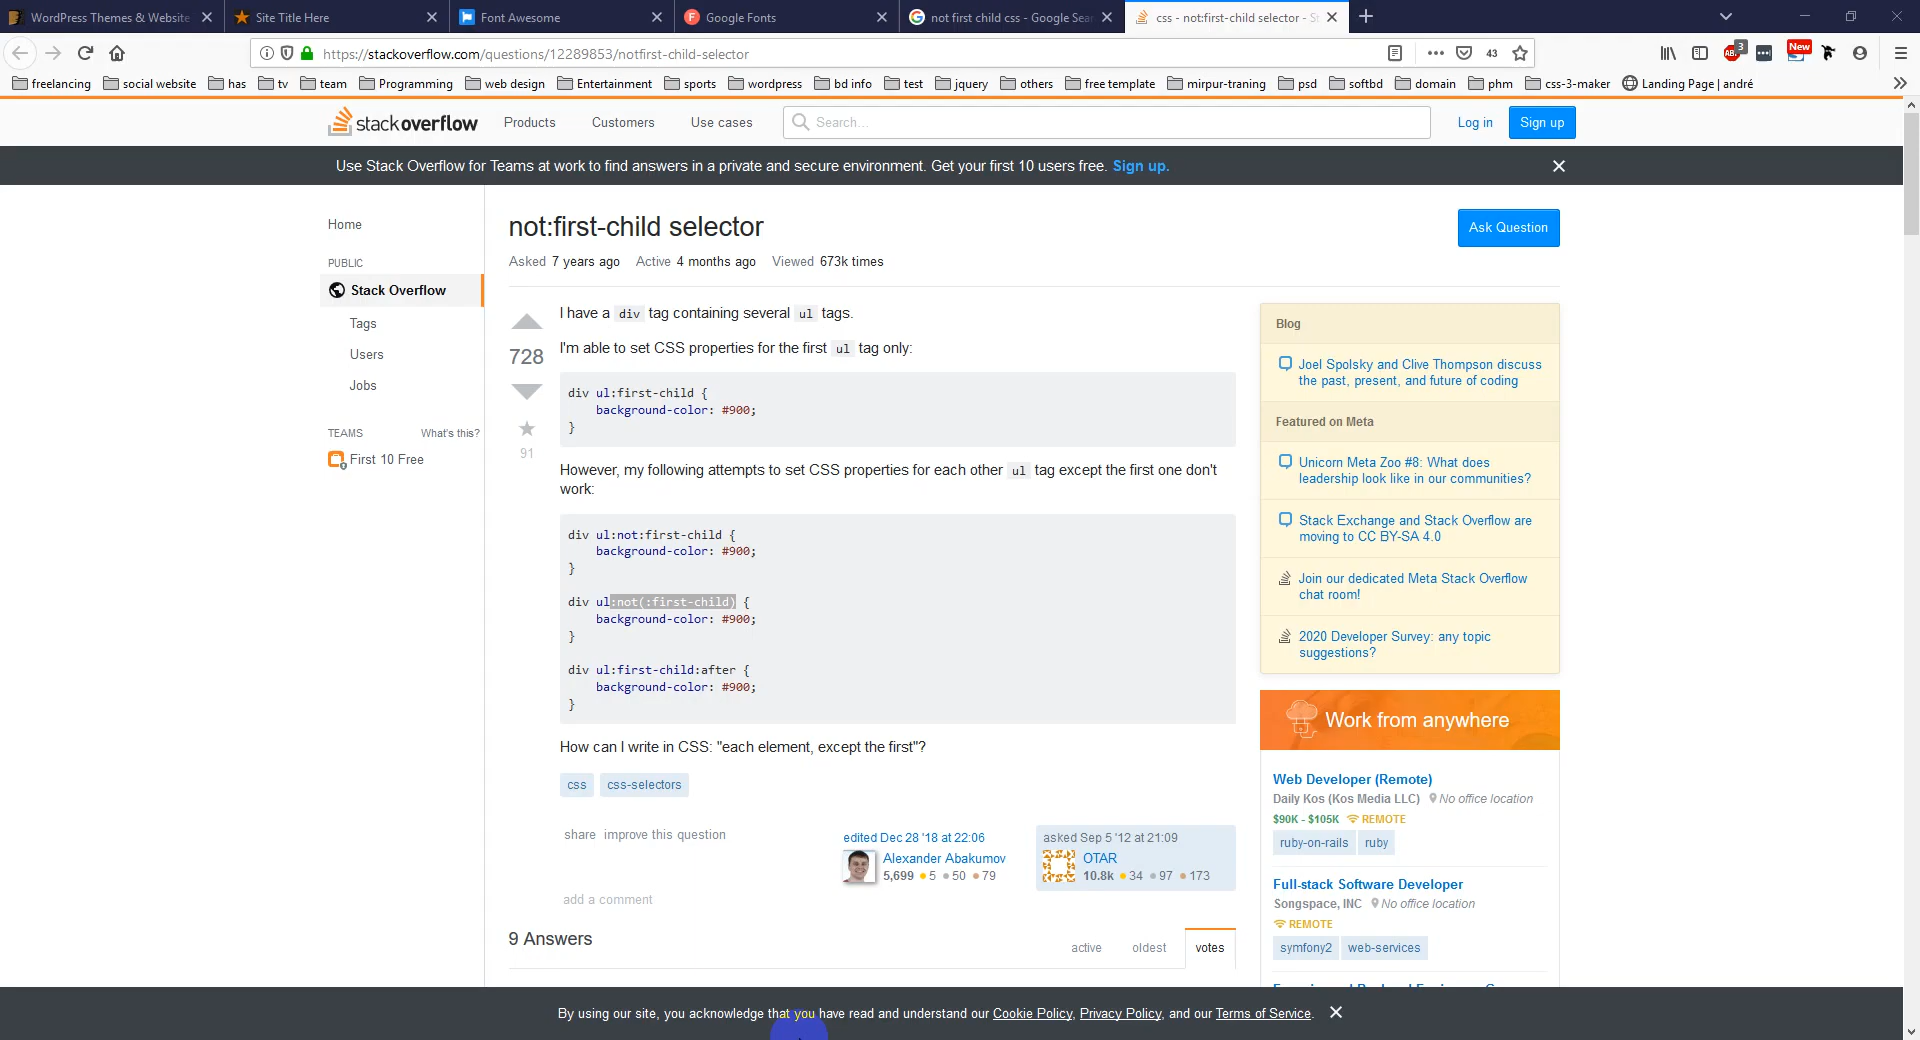 WordPress Themes & Website
Site Title Here
Font Awesome
Google Fonts
not first child css - Google Sear
css - not:first-child selector - St
https://stackoverflow.com/questions/12289853/notfirst-child-selector
43
3
New
freelancing
social website
has
tv
team
Programming
web design
Entertainment
sports
wordpress
bd info
test
jquery
others
free template
mirpur-traning
psd
softbd
domain
phm
css-3-maker
Landing Page | andré
stackoverflow
Products
Customers
Use cases
Search...
Log in
Sign up
Use Stack Overflow for Teams at work to find answers in a private and secure environment. Get your first 10 users free. Sign up.
Home
PUBLIC
Stack Overflow
Tags
Users
Jobs
TEAMS What's this?
First 10 Free
not:first-child selector
Ask Question
Asked 7 years ago Active 4 months ago Viewed 673k times
728
91
I have a div tag containing several ul tags.
I'm able to set CSS properties for the first ul tag only:
div ul:first-child {
background-color: #900;
}
However, my following attempts to set CSS properties for each other ul tag except the first one don't
work:
div ul:not:first-child {
background-color: #900;
}
div ul:not(:first-child) {
background-color: #900;
}
div ul:first-child:after {
background-color: #900;
}
How can I write in CSS: "each element, except the first"?
css css-selectors
share improve this question
edited Dec 28 '18 at 22:06
Alexander Abakumov
5,699 5 50 79
asked Sep 5 '12 at 21:09
OTAR
10.8k 34 97 173
add a comment
9 Answers
active oldest votes
Blog
Joel Spolsky and Clive Thompson discuss
the past, present, and future of coding
Featured on Meta
Unicorn Meta Zoo #8: What does
leadership look like in our communities?
Stack Exchange and Stack Overflow are
moving to CC BY-SA 4.0
Join our dedicated Meta Stack Overflow
chat room!
2020 Developer Survey: any topic
suggestions?
Work from anywhere
Web Developer (Remote)
Daily Kos (Kos Media LLC) No office location
$90K - $105K REMOTE
ruby-on-rails ruby
Full-stack Software Developer
Songspace, INC No office location
REMOTE
symfony2 web-services
By using our site, you acknowledge that you have read and understand our Cookie Policy, Privacy Policy, and our Terms of Service.